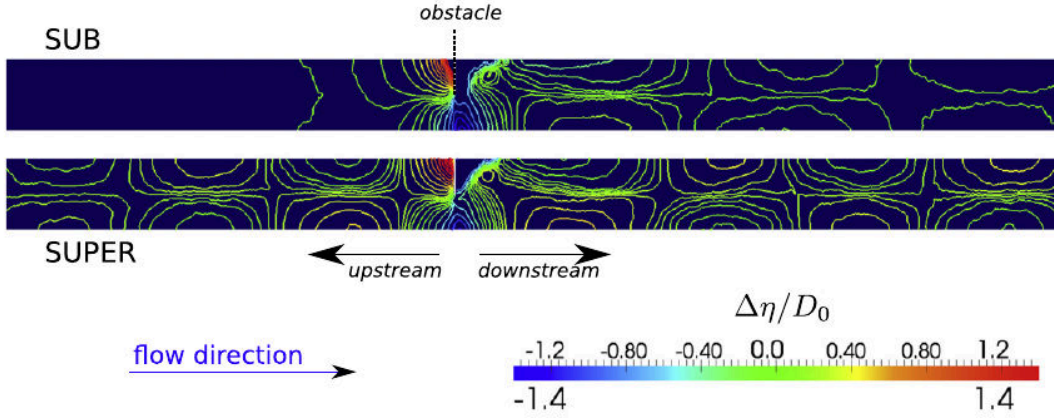 obstacle
SUB
SUPER
upstream downstream
flow direction
Δη/D₀
-1.2 -0.80 -0.40 0.0 0.40 0.80 1.2
-1.4 1.4